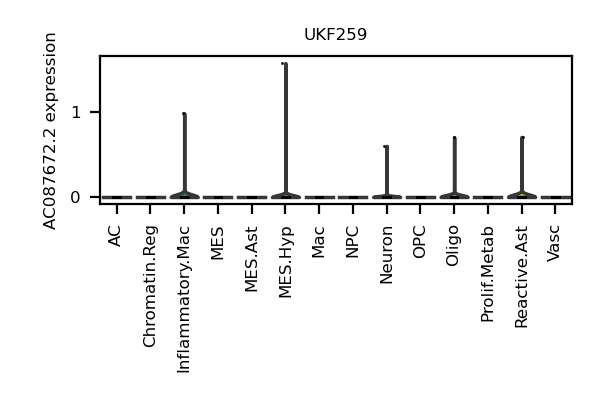 UKF259
AC087672.2 expression
1
0
AC
Chromatin.Reg
Inflammatory.Mac
MES
MES.Ast
MES.Hyp
Mac
NPC
Neuron
OPC
Oligo
Prolif.Metab
Reactive.Ast
Vasc